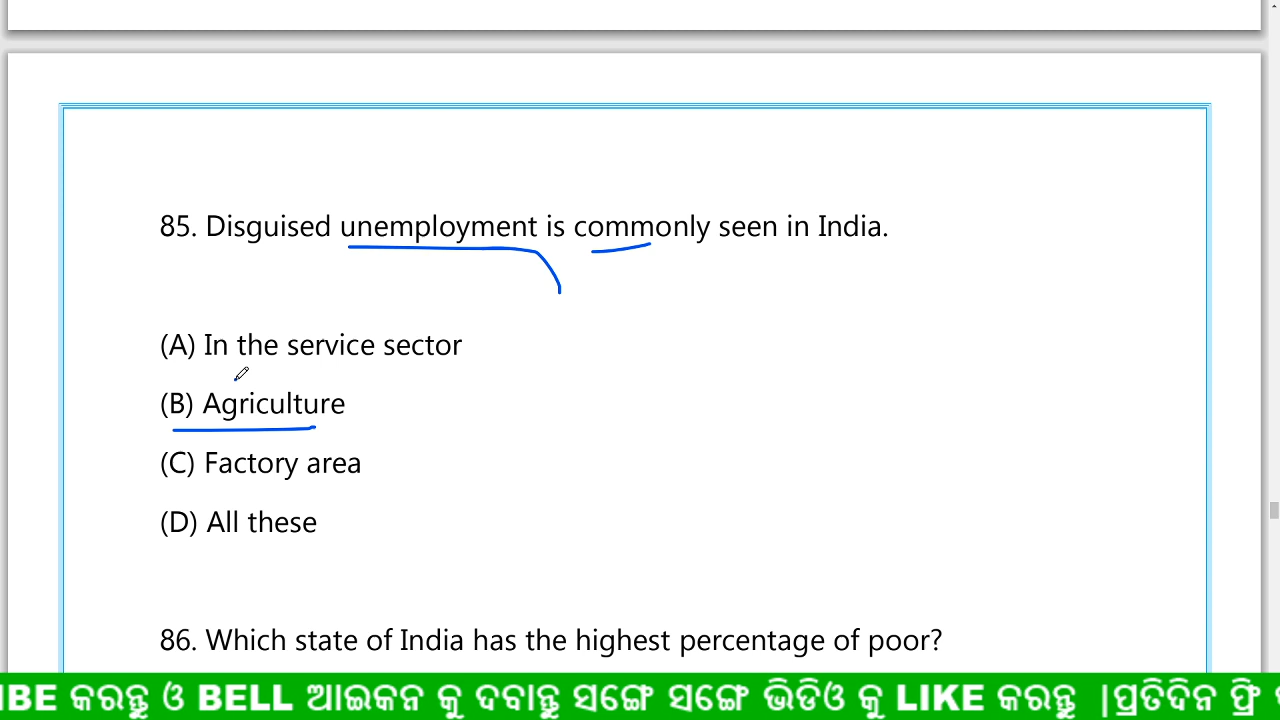 85. Disguised unemployment is commonly seen in India.
(A) In the service sector
(B) Agriculture
(C) Factory area
(D) All these
86. Which state of India has the highest percentage of poor?
IBE କରନ୍ତୁ ଓ BELL ଆଇକନ କୁ ଦବାନ୍ତୁ ସଙ୍ଗେ ସଙ୍ଗେ ଭିଡିଓ କୁ LIKE କରନ୍ତୁ |ପ୍ରତିଦିନ ଫ୍ରି